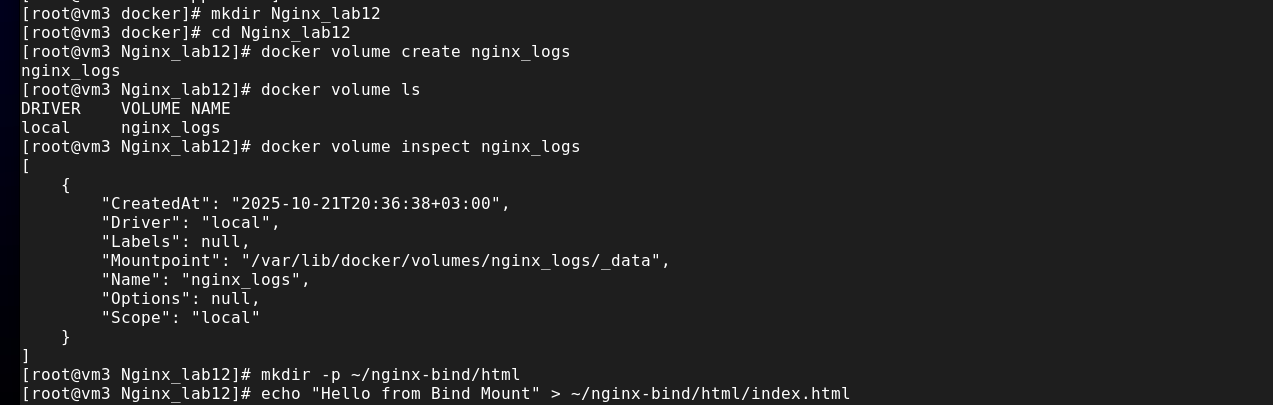 [root@vm3 docker]# mkdir Nginx_lab12
[root@vm3 docker]# cd Nginx_lab12
[root@vm3 Nginx_lab12]# docker volume create nginx_logs
nginx_logs
[root@vm3 Nginx_lab12]# docker volume ls
DRIVER    VOLUME NAME
local     nginx_logs
[root@vm3 Nginx_lab12]# docker volume inspect nginx_logs
[
    {
        "CreatedAt": "2025-10-21T20:36:38+03:00",
        "Driver": "local",
        "Labels": null,
        "Mountpoint": "/var/lib/docker/volumes/nginx_logs/_data",
        "Name": "nginx_logs",
        "Options": null,
        "Scope": "local"
    }
]
[root@vm3 Nginx_lab12]# mkdir -p ~/nginx-bind/html
[root@vm3 Nginx_lab12]# echo "Hello from Bind Mount" > ~/nginx-bind/html/index.html